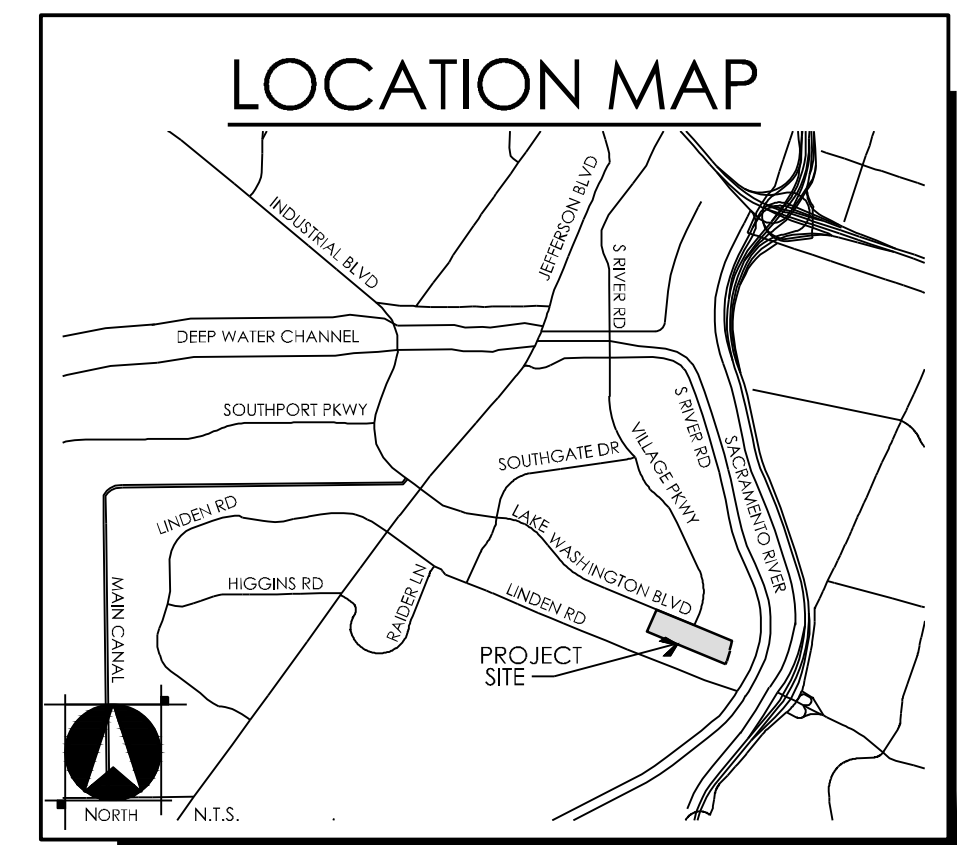 LOCATION MAP
INDUSTRIAL BLVD
JEFFERSON BLVD
S RIVER RD
DEEP WATER CHANNEL
SOUTHPORT PKWY
S RIVER RD
SOUTHGATE DR
VILLAGE PKWY
SACRAMENTO RIVER
LINDEN RD
LAKE WASHINGTON BLVD
MAIN CANAL
HIGGINS RD
RAIDER LN
LINDEN RD
PROJECT
SITE
NORTH
N.T.S.